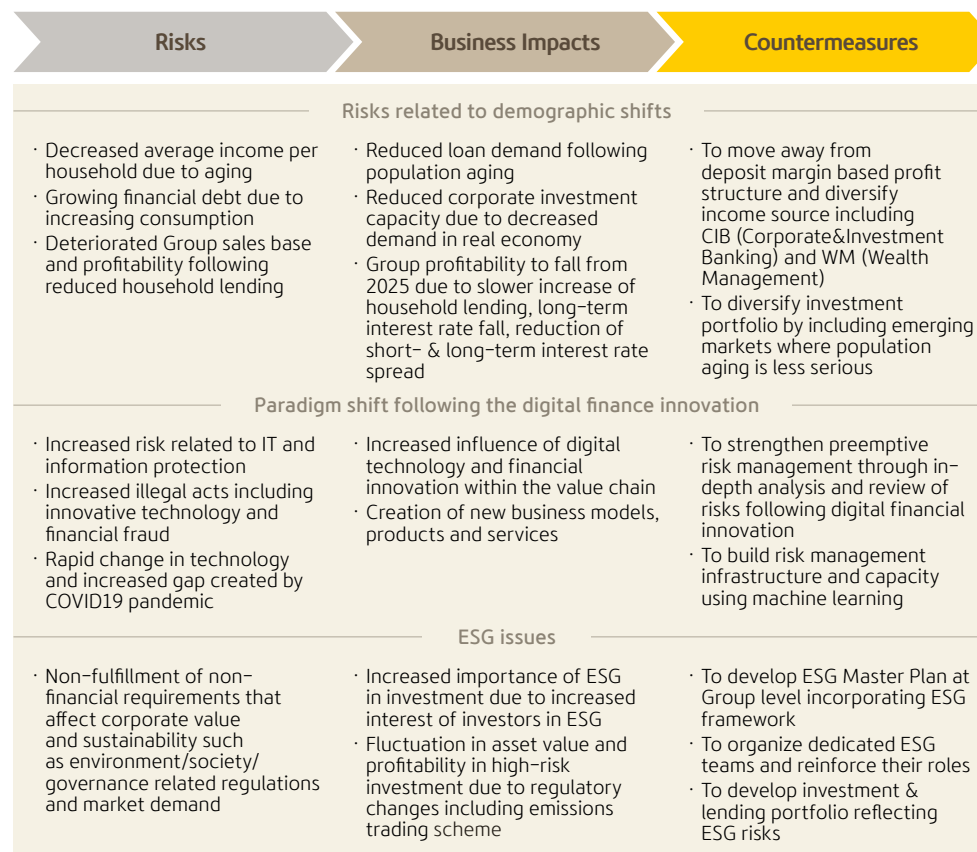 Risks
Business Impacts
Countermeasures
Risks related to demographic shifts
· Decreased average income per
household due to aging
· Growing financial debt due to
increasing consumption
· Deteriorated Group sales base
and profitability following
reduced household lending
· Reduced loan demand following
population aging
· Reduced corporate investment
capacity due to decreased
demand in real economy
· Group profitability to fall from
2025 due to slower increase of
household lending, long-term
interest rate fall, reduction of
short- & long-term interest rate
spread
· To move away from
deposit margin based profit
structure and diversify
income source including
CIB (Corporate&Investment
Banking) and WM (Wealth
Management)
· To diversify investment
portfolio by including emerging
markets where population
aging is less serious
Paradigm shift following the digital finance innovation
· Increased risk related to IT and
information protection
· Increased illegal acts including
innovative technology and
financial fraud
· Rapid change in technology
and increased gap created by
COVID19 pandemic
· Increased influence of digital
technology and financial
innovation within the value chain
· Creation of new business models,
products and services
· To strengthen preemptive
risk management through in-
depth analysis and review of
risks following digital financial
innovation
· To build risk management
infrastructure and capacity
using machine learning
ESG issues
· Non-fulfillment of non-
financial requirements that
affect corporate value
and sustainability such
as environment/society/
governance related regulations
and market demand
· Increased importance of ESG
in investment due to increased
interest of investors in ESG
· Fluctuation in asset value and
profitability in high-risk
investment due to regulatory
changes including emissions
trading scheme
· To develop ESG Master Plan at
Group level incorporating ESG
framework
· To organize dedicated ESG
teams and reinforce their roles
· To develop investment &
lending portfolio reflecting
ESG risks